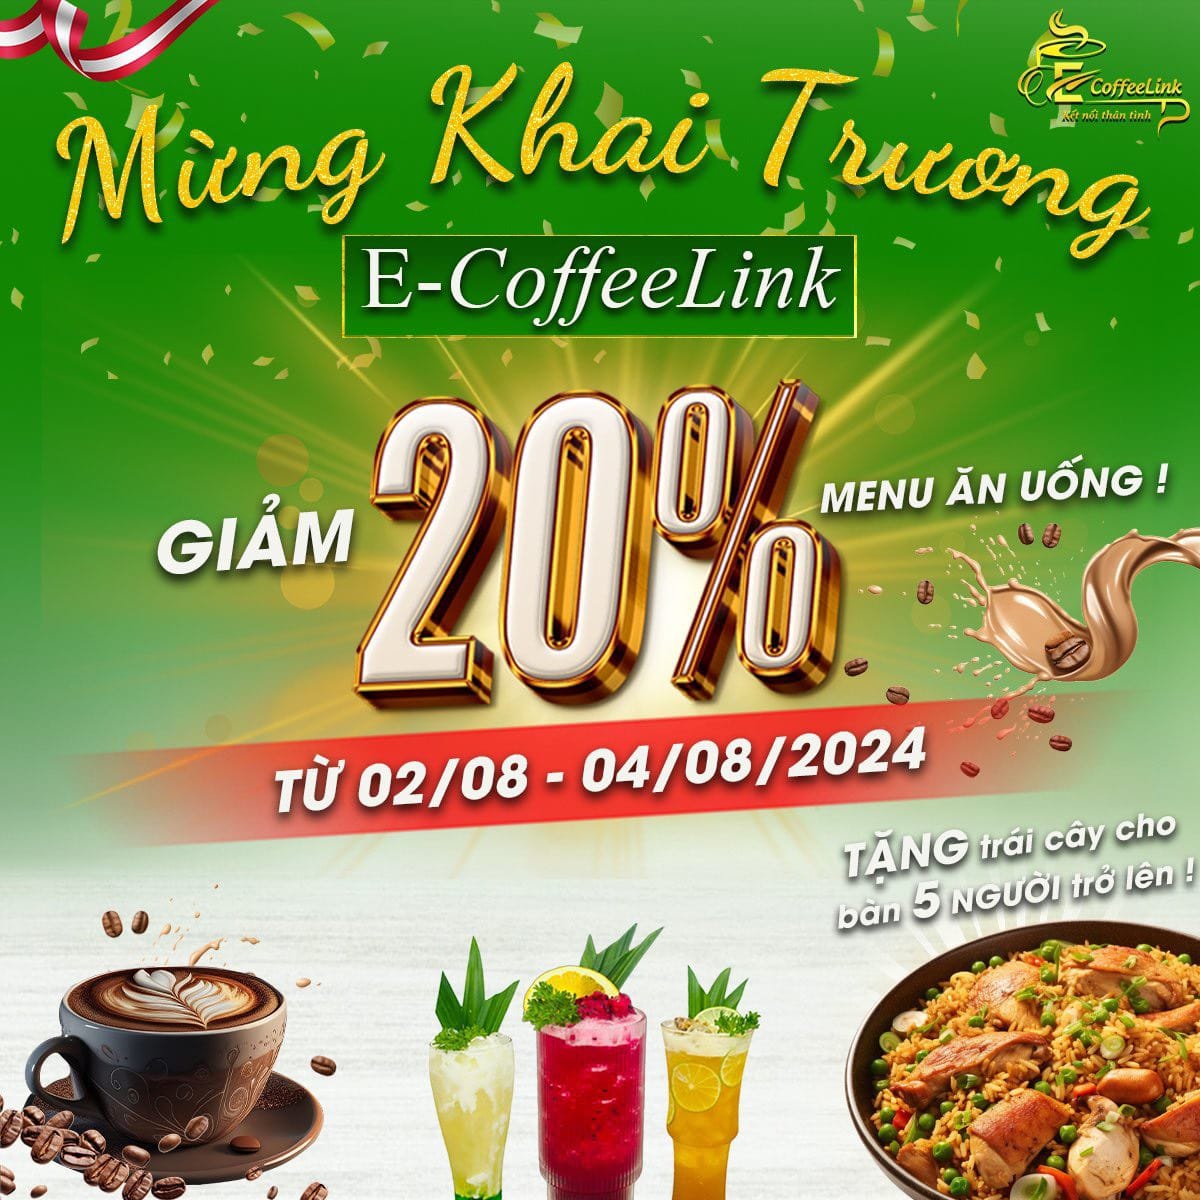 E CoffeeLink
Kết nối thân tình
Mừng Khai Trương
E-CoffeeLink
GIẢM 20% MENU ĂN UỐNG !
TỪ 02/08 - 04/08/2024
TẶNG trái cây cho
bàn 5 NGƯỜI trở lên !